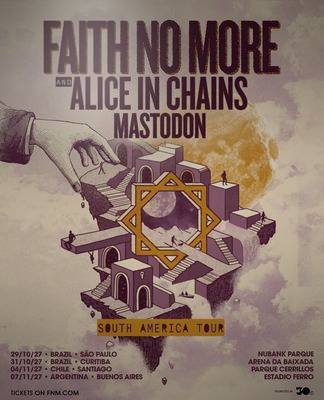 FAITH NO MORE
AND ALICE IN CHAINS
MASTODON
SOUTH AMERICA TOUR
29/10/27 • BRAZIL • SÃO PAULO NUBANK PARQUE
31/10/27 • BRAZIL • CURITIBA ARENA DA BAIXADA
04/11/27 • CHILE • SANTIAGO PARQUE CERRILLOS
07/11/27 • ARGENTINA • BUENOS AIRES ESTADIO FERRO
TICKETS ON FNM.COM